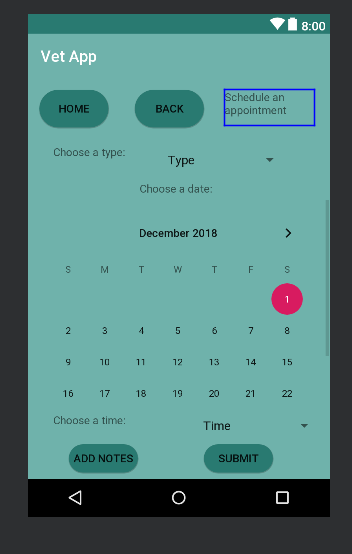 8:00
Vet App
HOME BACK Schedule an
appointment
Choose a type: Type
Choose a date:
December 2018
S M T W T F S
1
2 3 4 5 6 7 8
9 10 11 12 13 14 15
16 17 18 19 20 21 22
Choose a time: Time
ADD NOTES SUBMIT